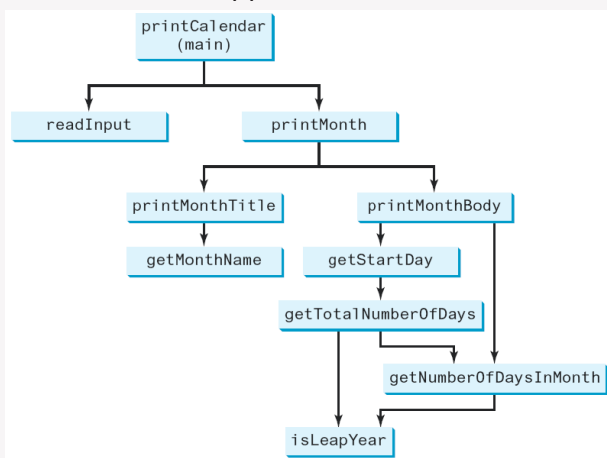 printCalendar
(main)
readInput
printMonth
printMonthTitle
printMonthBody
getMonthName
getStartDay
getTotalNumberOfDays
getNumberOfDaysInMonth
isLeapYear